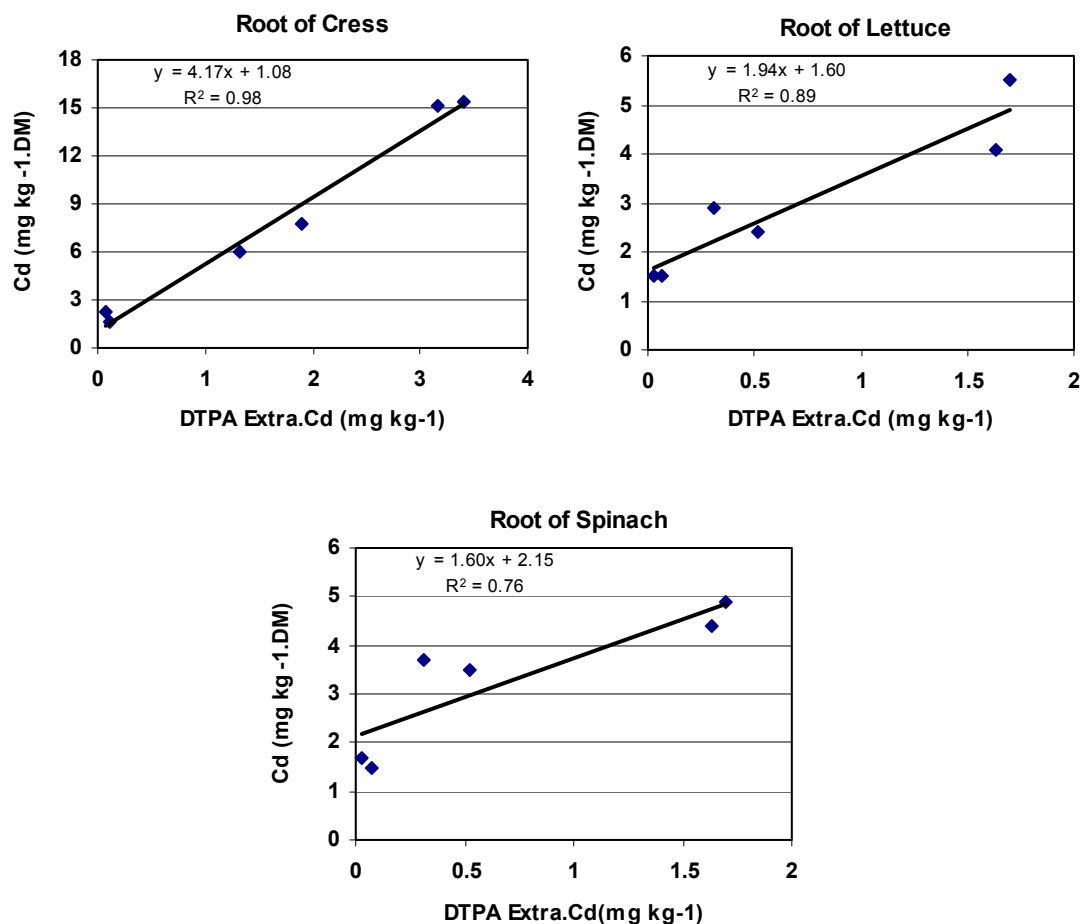 Root of Cress
y = 4.17x + 1.08
R² = 0.98
Cd (mg kg-1.DM)
18
15
12
9
6
3
0
0 1 2 3 4
DTPA Extra.Cd (mg kg-1)
Root of Lettuce
y = 1.94x + 1.60
R² = 0.89
Cd (mg kg-1.DM)
6
5
4
3
2
1
0
0 0.5 1 1.5 2
DTPA Extra.Cd (mg kg-1)
Root of Spinach
y = 1.60x + 2.15
R² = 0.76
Cd (mg kg-1.DM)
6
5
4
3
2
1
0
0 0.5 1 1.5 2
DTPA Extra.Cd(mg kg-1)